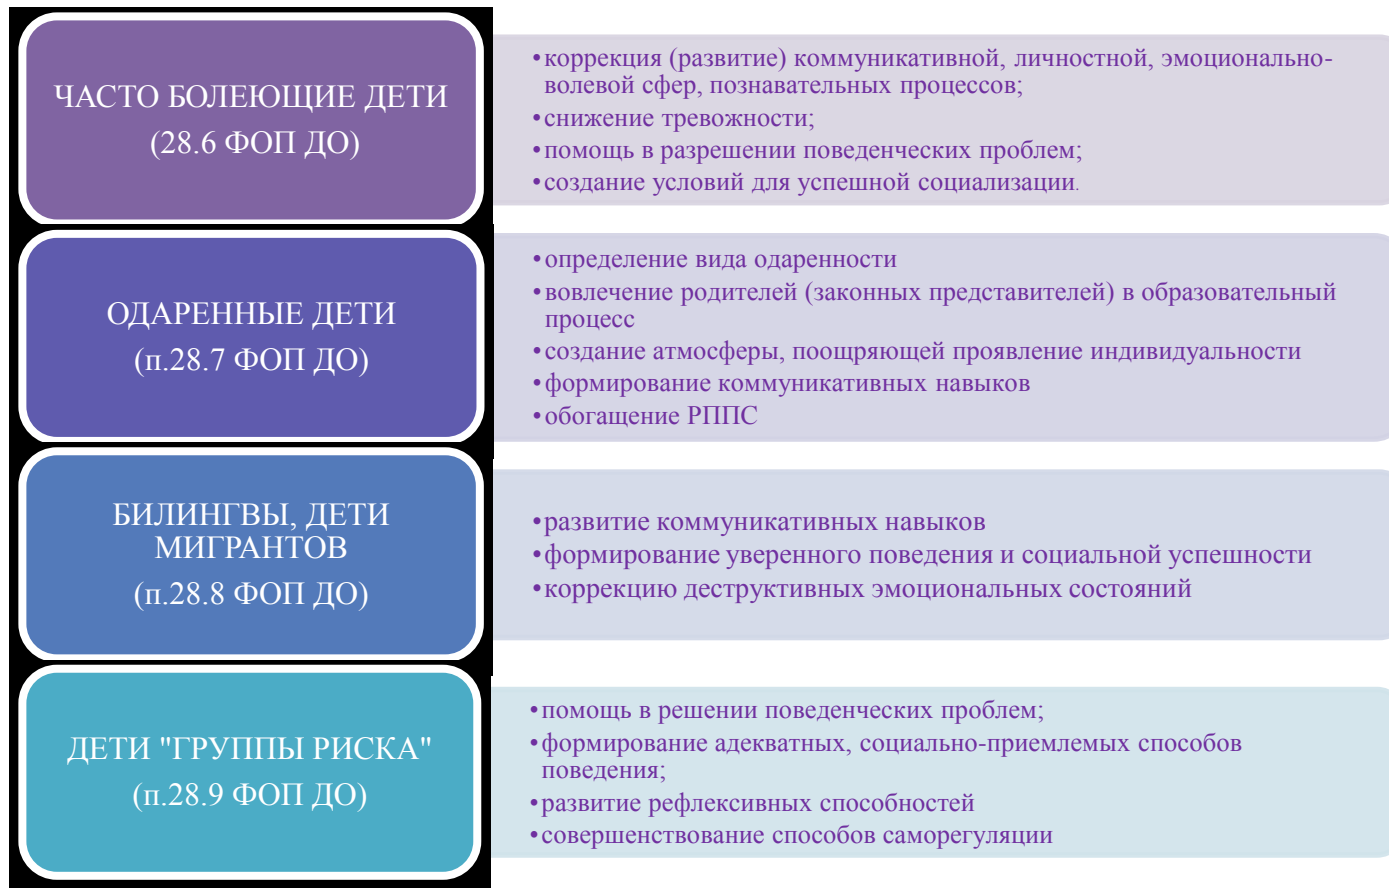 ЧАСТО БОЛЕЮЩИЕ ДЕТИ
(28.6 ФОП ДО)
•коррекция (развитие) коммуникативной, личностной, эмоционально-
волевой сфер, познавательных процессов;
•снижение тревожности;
•помощь в разрешении поведенческих проблем;
•создание условий для успешной социализации.
ОДАРЕННЫЕ ДЕТИ
(п.28.7 ФОП ДО)
•определение вида одаренности
•вовлечение родителей (законных представителей) в образовательный
процесс
•создание атмосферы, поощряющей проявление индивидуальности
•формирование коммуникативных навыков
•обогащение РППС
БИЛИНГВЫ, ДЕТИ
МИГРАНТОВ
(п.28.8 ФОП ДО)
•развитие коммуникативных навыков
•формирование уверенного поведения и социальной успешности
•коррекцию деструктивных эмоциональных состояний
ДЕТИ "ГРУППЫ РИСКА"
(п.28.9 ФОП ДО)
•помощь в решении поведенческих проблем;
•формирование адекватных, социально-приемлемых способов
поведения;
•развитие рефлексивных способностей
•совершенствование способов саморегуляции